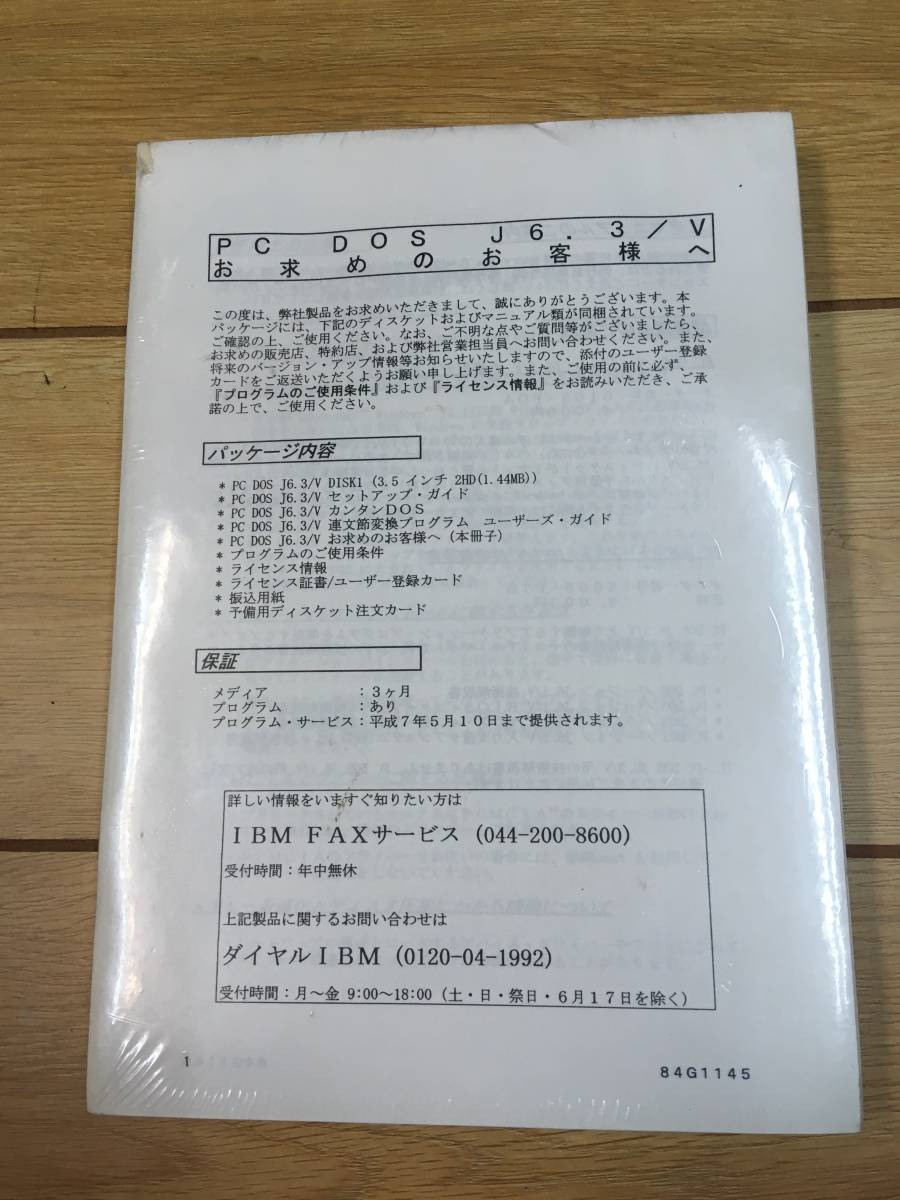 PC DOS J6.3/V
お求めのお客様へ
この度は、弊社製品をお求めいただきまして、誠にありがとうございます。本
パッケージには、下記のディスケットおよびマニュアル類が同梱されています。
ご確認の上、ご使用ください。なお、ご不明な点やご質問等がございましたら、
お求めの販売店、特約店、および弊社営業担当員へお問い合わせください。また、
将来のバージョン・アップ情報等お知らせいたしますので、添付のユーザー登録
カードをご返送いただくようお願い申し上げます。また、ご使用の前に必ず、
『プログラムのご使用条件』および『ライセンス情報』をお読みいただき、ご承
諾の上で、ご使用ください。
パッケージ内容
* PC DOS J6.3/V DISK1 (3.5 インチ 2HD(1.44MB))
* PC DOS J6.3/V セットアップ・ガイド
* PC DOS J6.3/V カンタンDOS
* PC DOS J6.3/V 連文節変換プログラム ユーザーズ・ガイド
* PC DOS J6.3/V お求めのお客様へ (本冊子)
* プログラムのご使用条件
* ライセンス情報
* ライセンス証書/ユーザー登録カード
* 振込用紙
* 予備用ディスケット注文カード
保証
メディア : 3ヶ月
プログラム : あり
プログラム・サービス : 平成7年5月10日まで提供されます。
詳しい情報をいますぐ知りたい方は
IBM FAXサービス (044-200-8600)
受付時間 : 年中無休
上記製品に関するお問い合わせは
ダイヤルIBM (0120-04-1992)
受付時間 : 月～金 9:00～18:00 (土・日・祭日・6月17日を除く)
1
84G1145